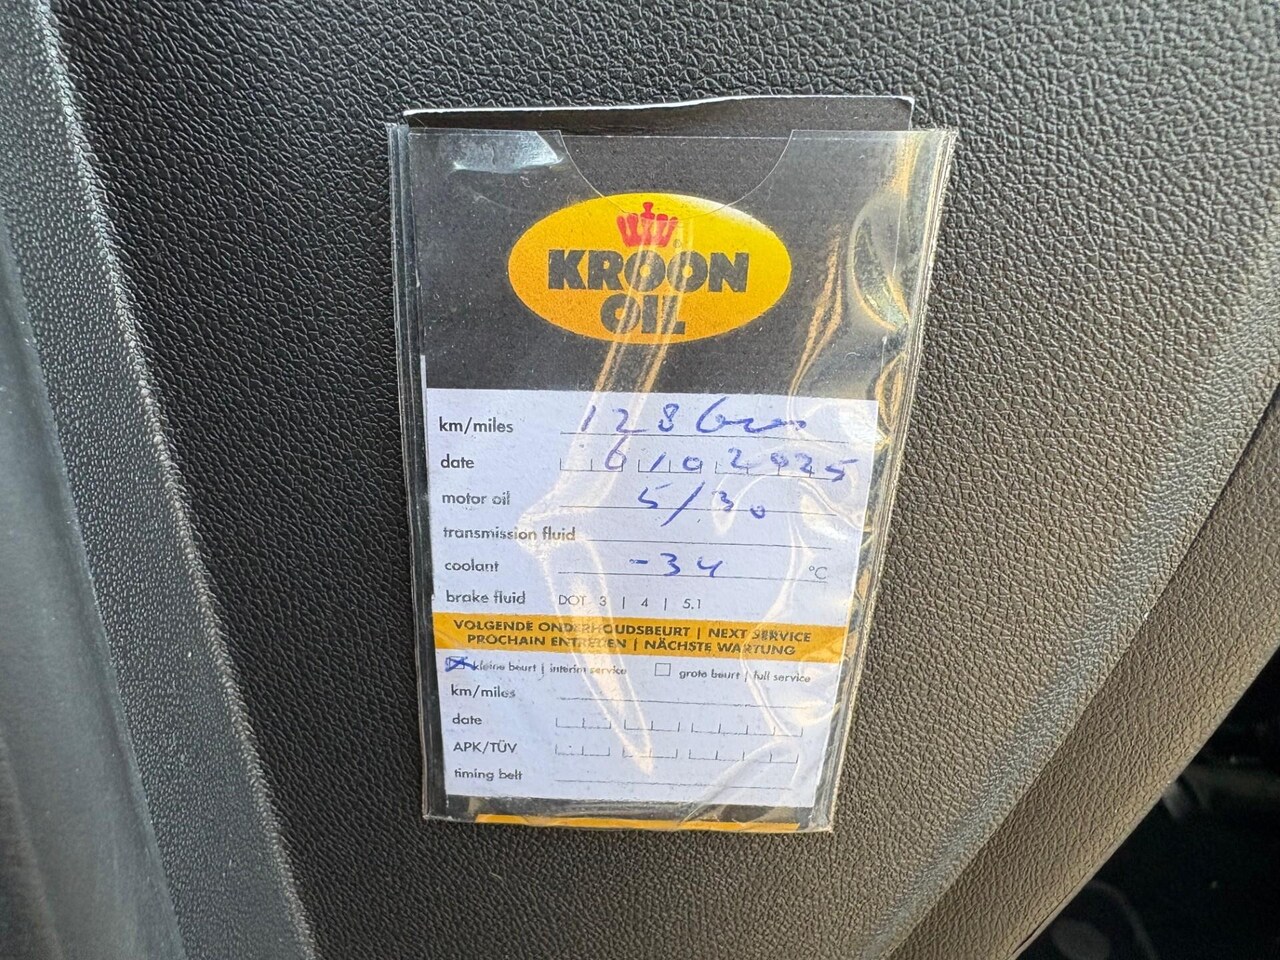 KROON
OIL
km/miles 128
date 6 10 2025
motor oil 5/30
transmission fluid
coolant -34 °C
brake fluid DOT 3 | 4 | 5.1
VOLGENDE ONDERHOUDSBEURT | NEXT SERVICE
PROCHAIN ENTRETIEN | NÄCHSTE WARTUNG
kleine beurt | interim service grote beurt | full service
km/miles
date
APK/TÜV
timing belt